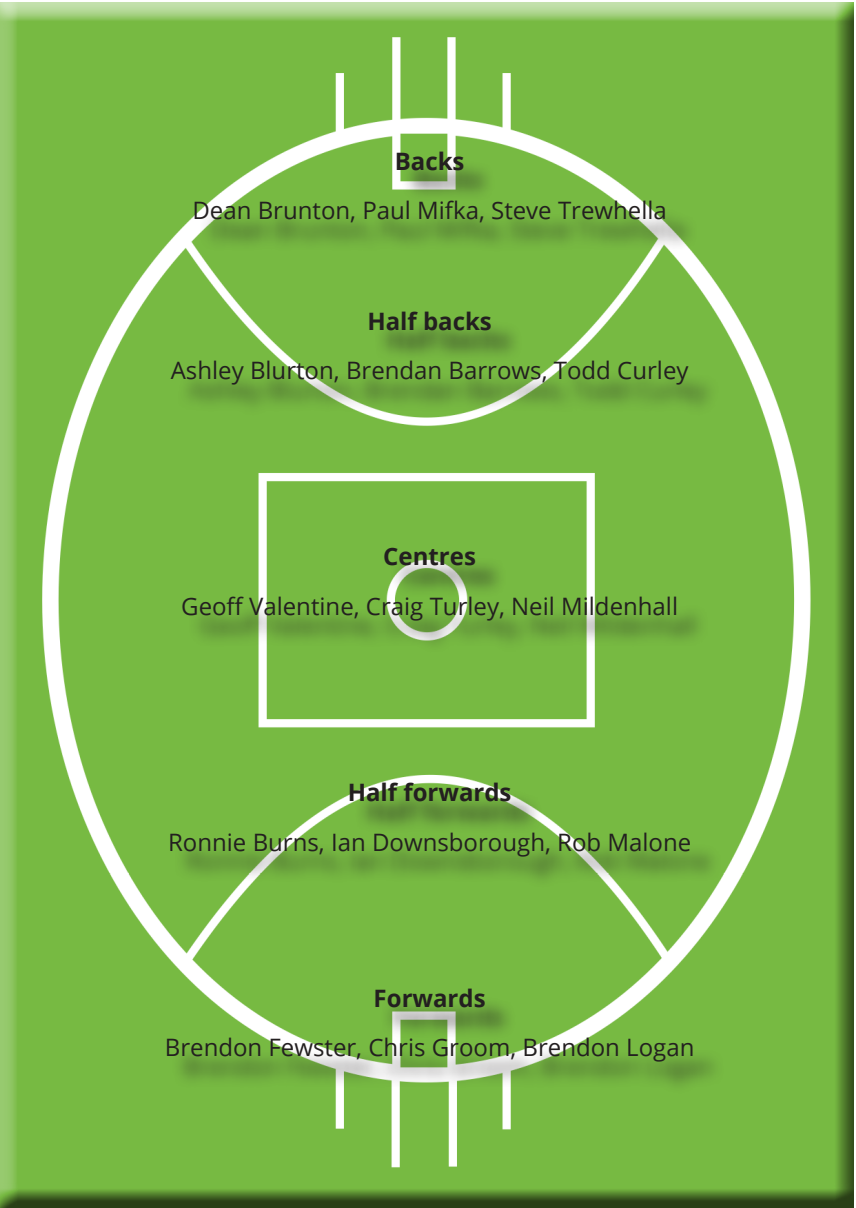 Backs
Dean Brunton, Paul Mifka, Steve Trewhella
Half backs
Ashley Blurton, Brendan Barrows, Todd Curley
Centres
Geoff Valentine, Craig Turley, Neil Mildenhall
Half forwards
Ronnie Burns, Ian Downsborough, Rob Malone
Forwards
Brendon Fewster, Chris Groom, Brendon Logan